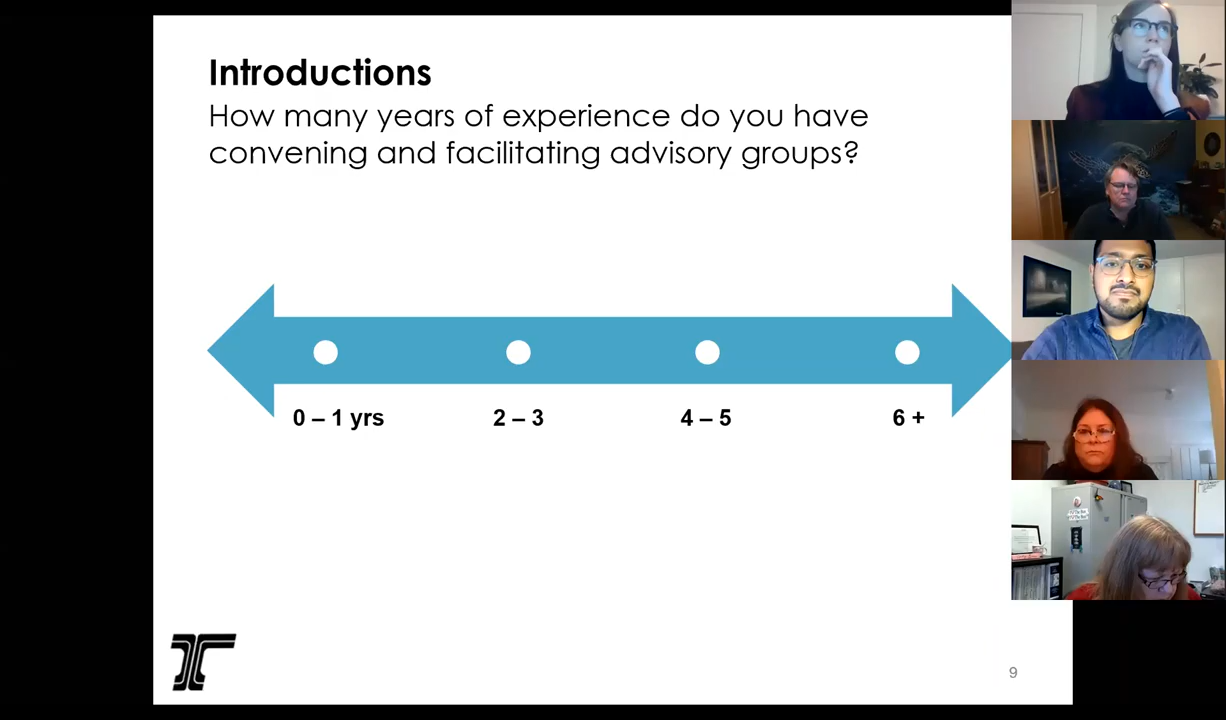 Introductions
How many years of experience do you have
convening and facilitating advisory groups?
0 – 1 yrs
2 – 3
4 – 5
6 +
9